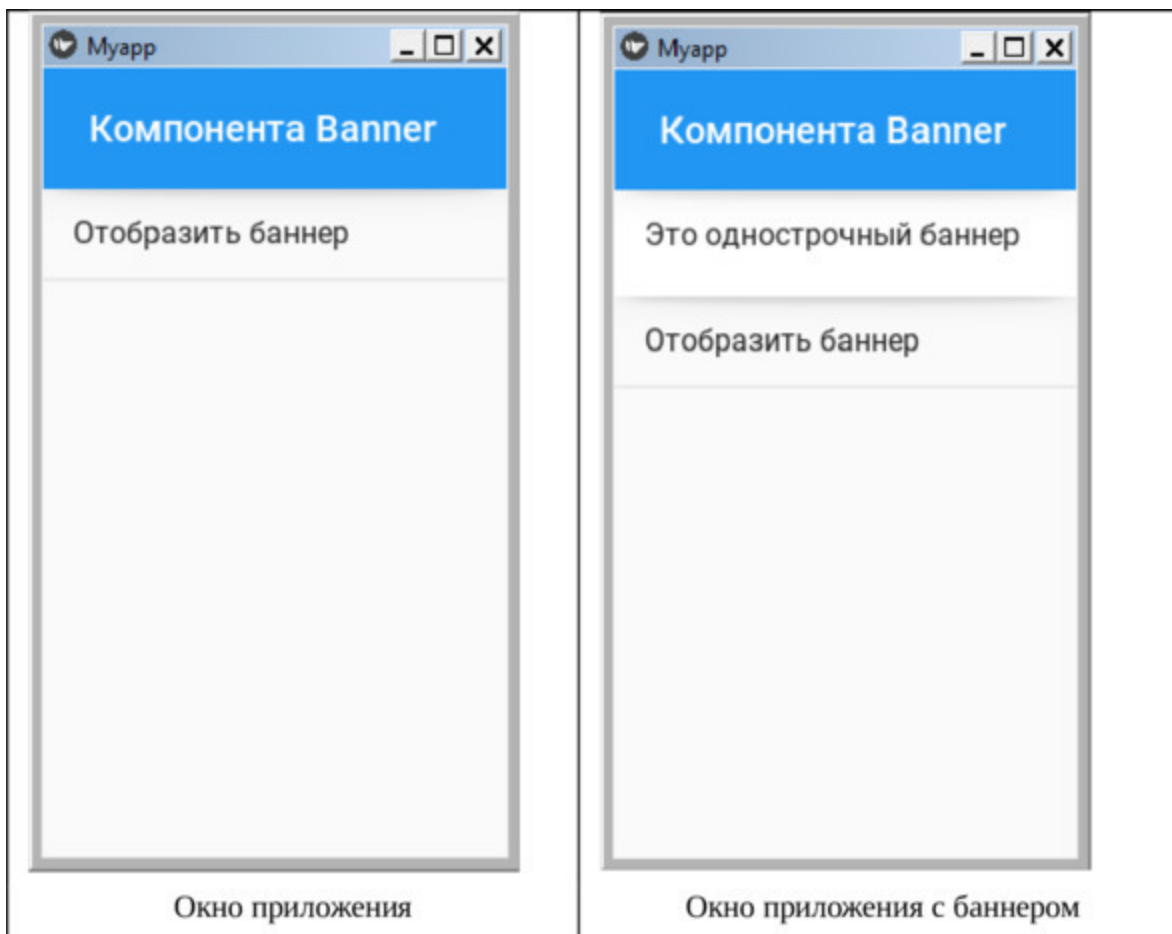 Myapp
Компонента Banner
Отобразить баннер
Окно приложения
Myapp
Компонента Banner
Это однострочный баннер
Отобразить баннер
Окно приложения с баннером